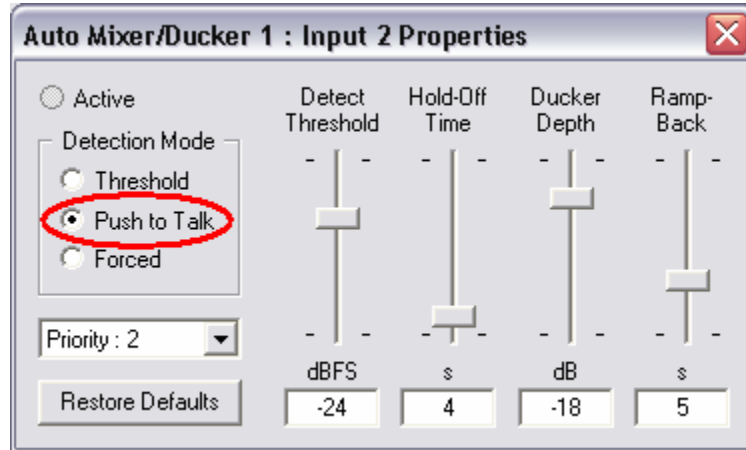 Auto Mixer/Ducker 1 : Input 2 Properties
Active
Detection Mode
Threshold
Push to Talk
Forced
Priority : 2
Restore Defaults
Detect
Threshold
dBFS
-24
Hold-Off
Time
s
4
Ducker
Depth
dB
-18
Ramp-
Back
s
5